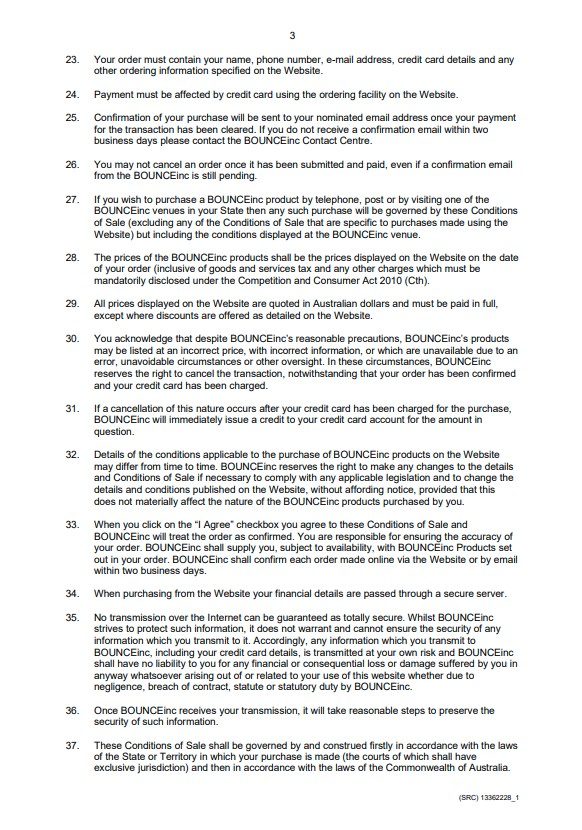 3
23. Your order must contain your name, phone number, e-mail address, credit card details and any
other ordering information specified on the Website.
24. Payment must be affected by credit card using the ordering facility on the Website.
25. Confirmation of your purchase will be sent to your nominated email address once your payment
for the transaction has been cleared. If you do not receive a confirmation email within two
business days please contact the BOUNCEinc Contact Centre.
26. You may not cancel an order once it has been submitted and paid, even if a confirmation email
from the BOUNCEinc is still pending.
27. If you wish to purchase a BOUNCEinc product by telephone, post or by visiting one of the
BOUNCEinc venues in your State then any such purchase will be governed by these Conditions
of Sale (excluding any of the Conditions of Sale that are specific to purchases made using the
Website) but including the conditions displayed at the BOUNCEinc venue.
28. The prices of the BOUNCEinc products shall be the prices displayed on the Website on the date
of your order (inclusive of goods and services tax and any other charges which must be
mandatorily disclosed under the Competition and Consumer Act 2010 (Cth).
29. All prices displayed on the Website are quoted in Australian dollars and must be paid in full,
except where discounts are offered as detailed on the Website.
30. You acknowledge that despite BOUNCEinc's reasonable precautions, BOUNCEinc's products
may be listed at an incorrect price, with incorrect information, or which are unavailable due to an
error, unavoidable circumstances or other oversight. In these circumstances, BOUNCEinc
reserves the right to cancel the transaction, notwithstanding that your order has been confirmed
and your credit card has been charged.
31. If a cancellation of this nature occurs after your credit card has been charged for the purchase,
BOUNCEinc will immediately issue a credit to your credit card account for the amount in
question.
32. Details of the conditions applicable to the purchase of BOUNCEinc products on the Website
may differ from time to time. BOUNCEinc reserves the right to make any changes to the details
and Conditions of Sale if necessary to comply with any applicable legislation and to change the
details and conditions published on the Website, without affording notice, provided that this
does not materially affect the nature of the BOUNCEinc products purchased by you.
33. When you click on the “I Agree” checkbox you agree to these Conditions of Sale and
BOUNCEinc will treat the order as confirmed. You are responsible for ensuring the accuracy of
your order. BOUNCEinc shall supply you, subject to availability, with BOUNCEinc Products set
out in your order. BOUNCEinc shall confirm each order made online via the Website or by email
within two business days.
34. When purchasing from the Website your financial details are passed through a secure server.
35. No transmission over the Internet can be guaranteed as totally secure. Whilst BOUNCEinc
strives to protect such information, it does not warrant and cannot ensure the security of any
information which you transmit to it. Accordingly, any information which you transmit to
BOUNCEinc, including your credit card details, is transmitted at your own risk and BOUNCEinc
shall have no liability to you for any financial or consequential loss or damage suffered by you in
anyway whatsoever arising out of or related to your use of this website whether due to
negligence, breach of contract, statute or statutory duty by BOUNCEinc.
36. Once BOUNCEinc receives your transmission, it will take reasonable steps to preserve the
security of such information.
37. These Conditions of Sale shall be governed by and construed firstly in accordance with the laws
of the State or Territory in which your purchase is made (the courts of which shall have
exclusive jurisdiction) and then in accordance with the laws of the Commonwealth of Australia.
(SRC) 13362228_1